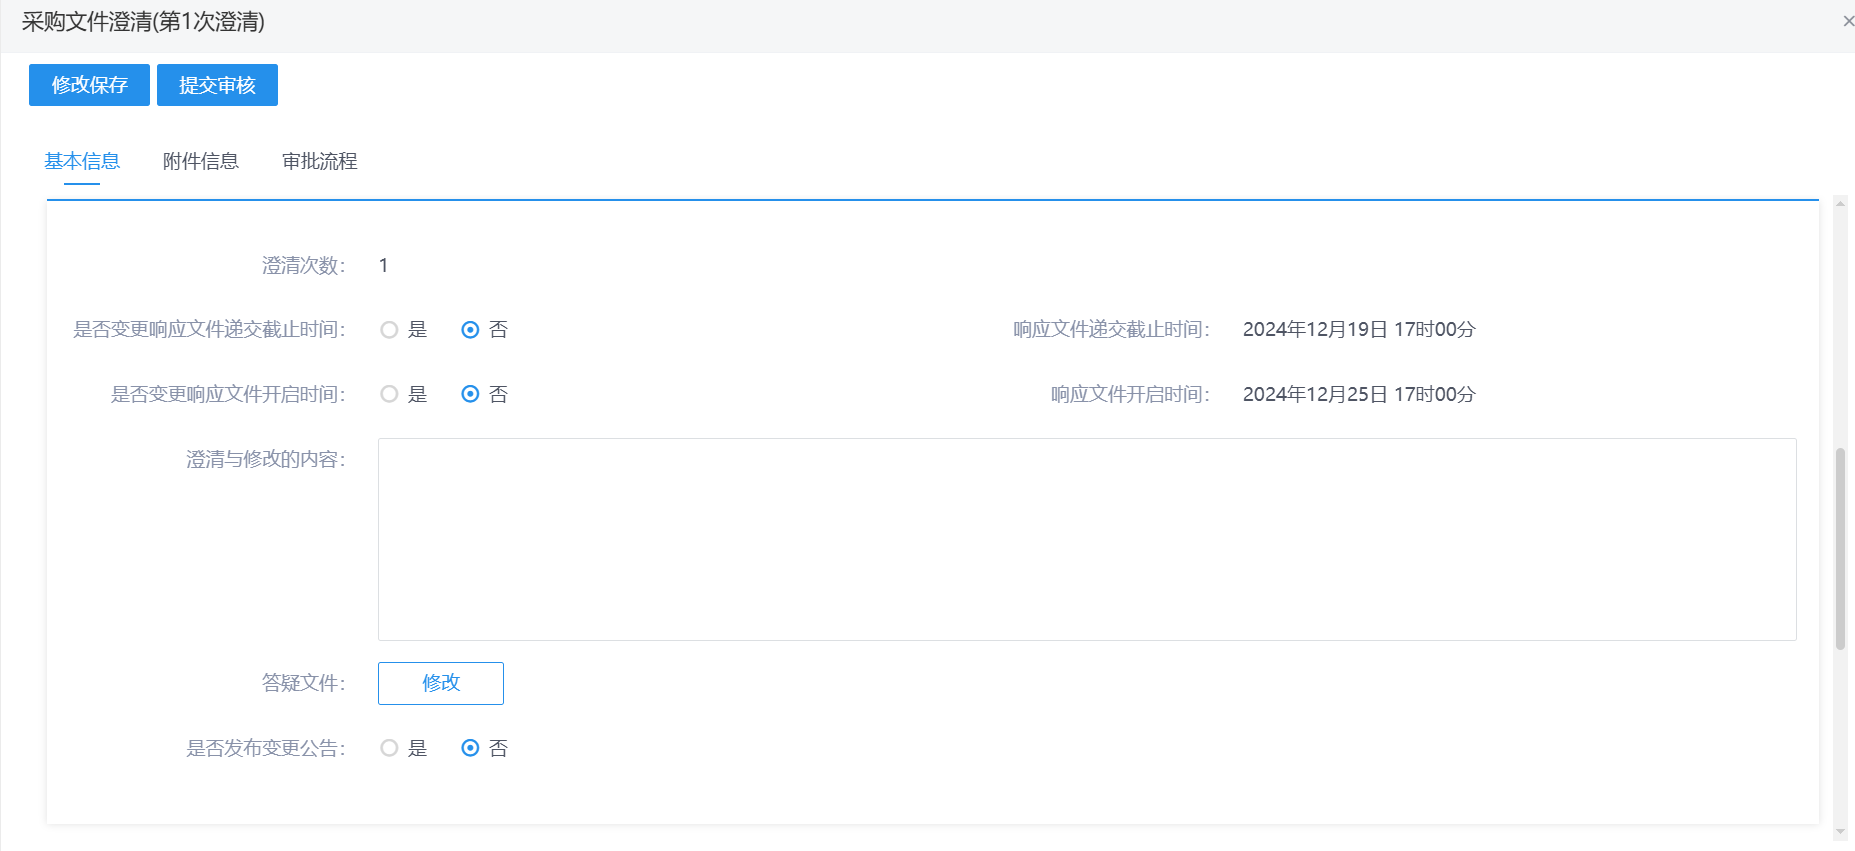 采购文件澄清(第1次澄清)
×
修改保存 提交审核
基本信息 附件信息 审批流程
澄清次数： 1
是否变更响应文件递交截止时间： 是 否 响应文件递交截止时间： 2024年12月19日 17时00分
是否变更响应文件开启时间： 是 否 响应文件开启时间： 2024年12月25日 17时00分
澄清与修改的内容：
答疑文件： 修改
是否发布变更公告： 是 否